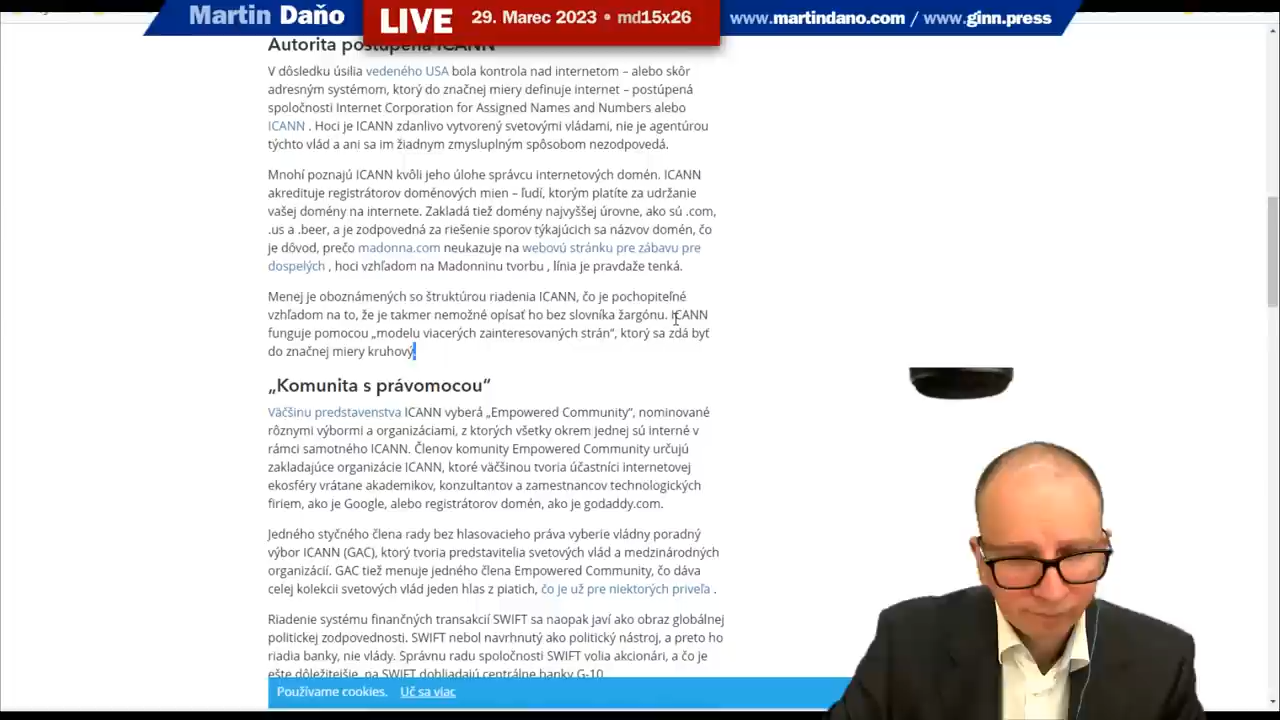 Martin Daňo
LIVE
29. Marec 2023 • md15x26
www.martindano.com / www.ginn.press
Autorita postúpená ICANN
V dôsledku úsilia vedeného USA bola kontrola nad internetom – alebo skôr
adresným systémom, ktorý do značnej miery definuje internet – postúpená
spoločnosti Internet Corporation for Assigned Names and Numbers alebo
ICANN . Hoci je ICANN zdanlivo vytvorený svetovými vládami, nie je agentúrou
týchto vlád a ani sa im žiadnym zmysluplným spôsobom nezodpovedá.
Mnohí poznajú ICANN kvôli jeho úlohe správcu internetových domén. ICANN
akredituje registrátorov doménových mien – ľudí, ktorým platíte za udržanie
vašej domény na internete. Zakladá tiež domény najvyššej úrovne, ako sú .com,
.us a .beer, a je zodpovedná za riešenie sporov týkajúcich sa názvov domén, čo
je dôvod, prečo madonna.com neukazuje na webovú stránku pre zábavu pre
dospelých , hoci vzhľadom na Madonninu tvorbu , línia je pravdaže tenká.
Menej je oboznámených so štruktúrou riadenia ICANN, čo je pochopiteľné
vzhľadom na to, že je takmer nemožné opísať ho bez slovníka žargónu. ICANN
funguje pomocou „modelu viacerých zainteresovaných strán“, ktorý sa zdá byť
do značnej miery kruhový.
„Komunita s právomocou“
Väčšinu predstavenstva ICANN vyberá „Empowered Community“, nominované
rôznymi výbormi a organizáciami, z ktorých všetky okrem jednej sú interné v
rámci samotného ICANN. Členov komunity Empowered Community určujú
zakladajúce organizácie ICANN, ktoré väčšinou tvoria účastníci internetovej
ekosféry vrátane akademikov, konzultantov a zamestnancov technologických
firiem, ako je Google, alebo registrátorov domén, ako je godaddy.com.
Jedného styčného člena rady bez hlasovacieho práva vyberie vládny poradný
výbor ICANN (GAC), ktorý tvoria predstavitelia svetových vlád a medzinárodných
organizácií. GAC tiež menuje jedného člena Empowered Community, čo dáva
celej kolekcii svetových vlád jeden hlas z piatich, čo je už pre niektorých priveľa .
Riadenie systému finančných transakcií SWIFT sa naopak javí ako obraz globálnej
politickej zodpovednosti. SWIFT nebol navrhnutý ako politický nástroj, a preto ho
riadia banky, nie vlády. Správnu radu spoločnosti SWIFT volia akcionári, a čo je
ešte dôležitejšie, na SWIFT dohliadajú centrálne banky G-10
Používame cookies. Uč sa viac